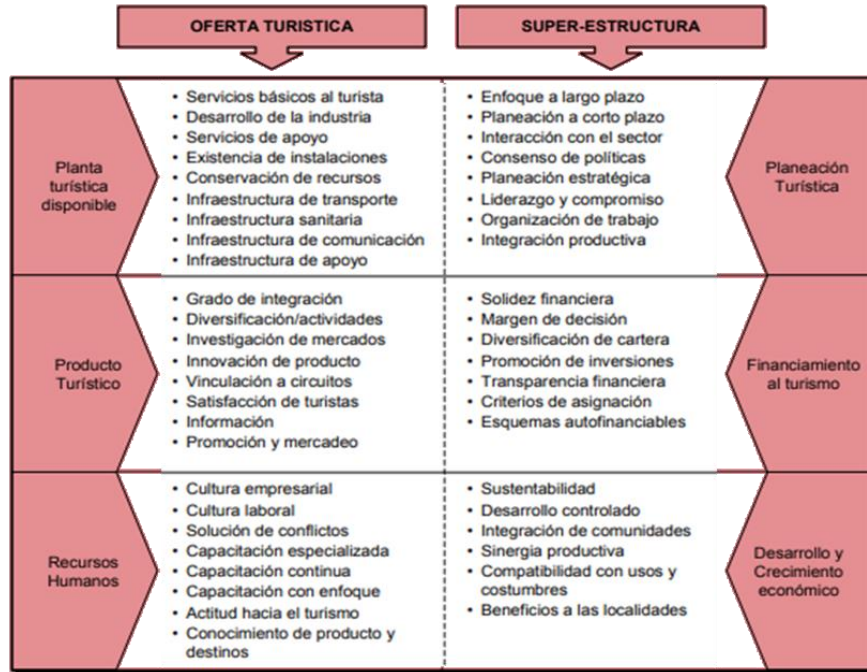 OFERTA TURISTICA
SUPER-ESTRUCTURA
Planta
turística
disponible
• Servicios básicos al turista
• Desarrollo de la industria
• Servicios de apoyo
• Existencia de instalaciones
• Conservación de recursos
• Infraestructura de transporte
• Infraestructura sanitaria
• Infraestructura de comunicación
• Infraestructura de apoyo
• Enfoque a largo plazo
• Planeación a corto plazo
• Interacción con el sector
• Consenso de políticas
• Planeación estratégica
• Liderazgo y compromiso
• Organización de trabajo
• Integración productiva
Planeación
Turística
Producto
Turístico
• Grado de integración
• Diversificación/actividades
• Investigación de mercados
• Innovación de producto
• Vinculación a circuitos
• Satisfacción de turistas
• Información
• Promoción y mercadeo
• Solidez financiera
• Margen de decisión
• Diversificación de cartera
• Promoción de inversiones
• Transparencia financiera
• Criterios de asignación
• Esquemas autofinanciables
Financiamiento
al turismo
Recursos
Humanos
• Cultura empresarial
• Cultura laboral
• Solución de conflictos
• Capacitación especializada
• Capacitación continua
• Capacitación con enfoque
• Actitud hacia el turismo
• Conocimiento de producto y
destinos
• Sustentabilidad
• Desarrollo controlado
• Integración de comunidades
• Sinergia productiva
• Compatibilidad con usos y
costumbres
• Beneficios a las localidades
Desarrollo y
Crecimiento
económico